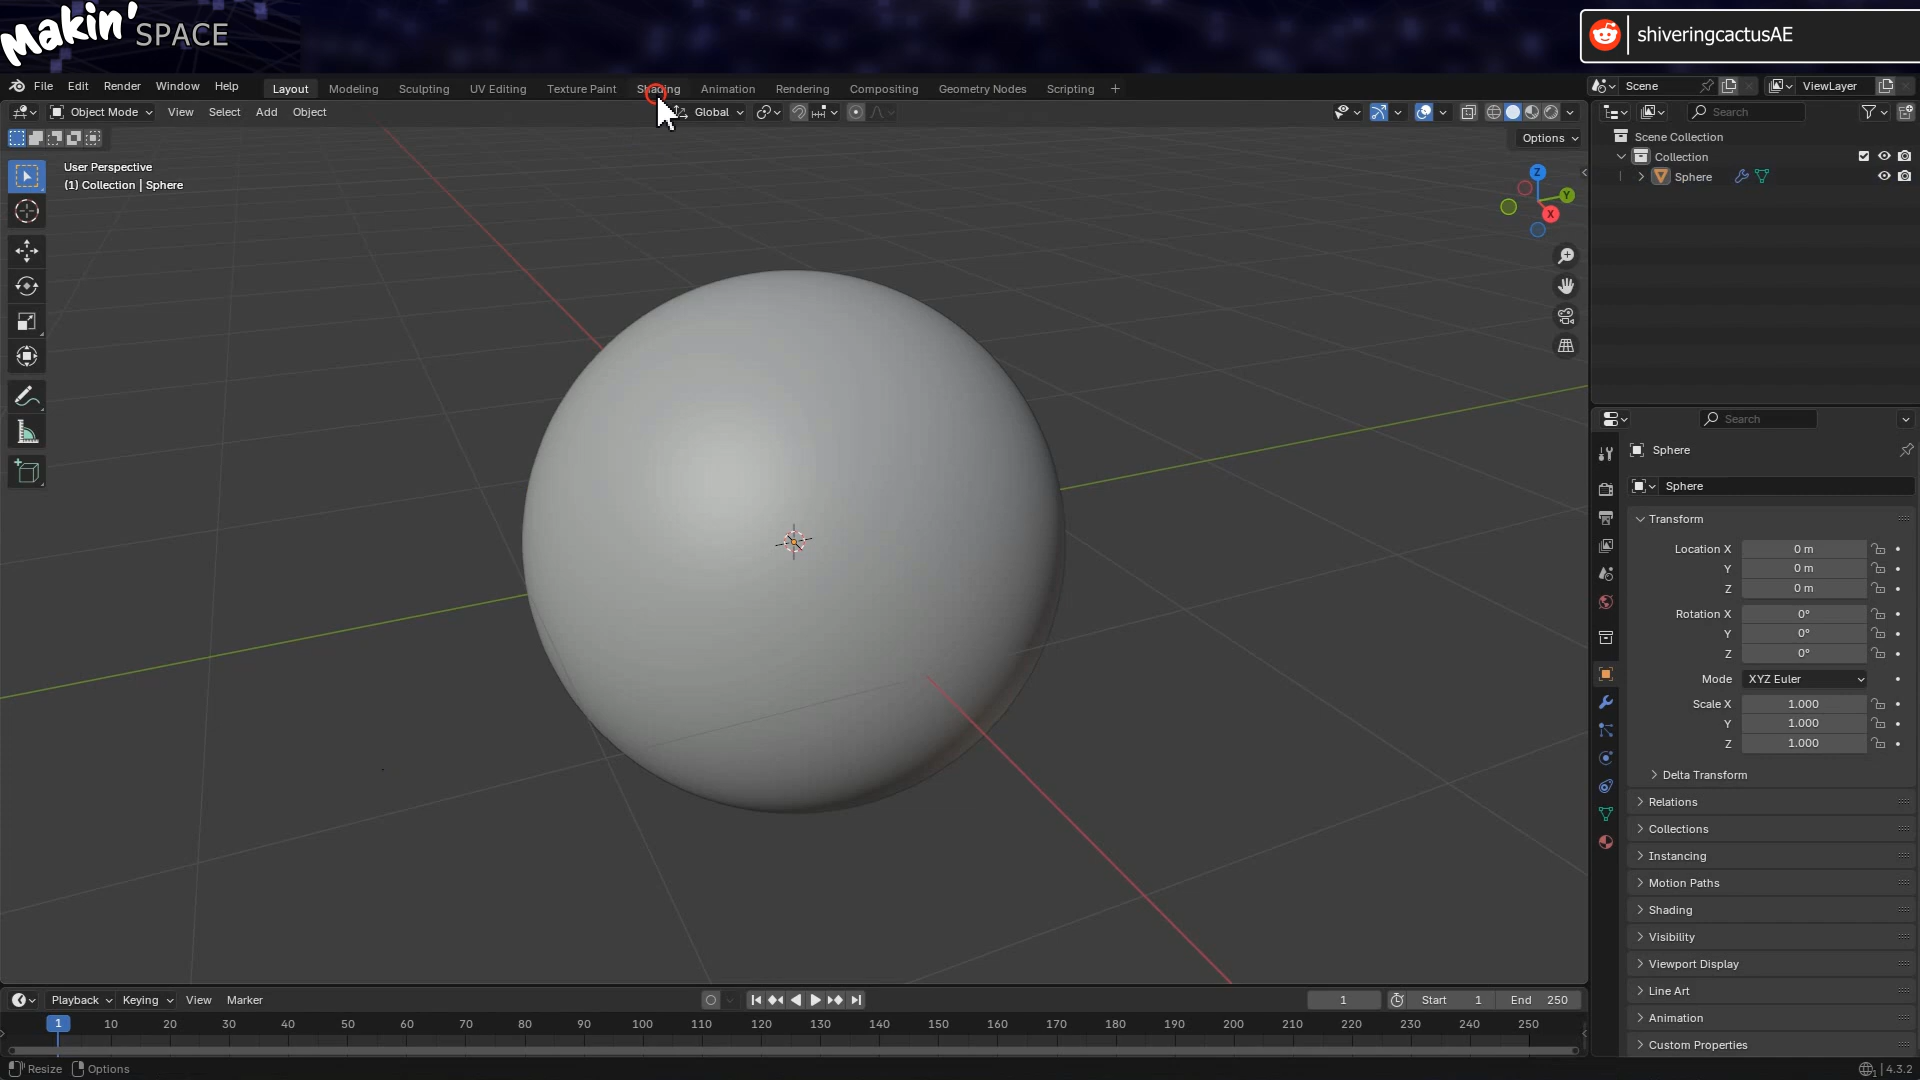 Makin' SPACE
shiveringcactusAE
File Edit Render Window Help
Layout Modeling Sculpting UV Editing Texture Paint Shading Animation Rendering Compositing Geometry Nodes Scripting +
Scene
ViewLayer
Object Mode View Select Add Object
Global
Search
Options
User Perspective
(1) Collection | Sphere
Z
Y
X
Scene Collection
Collection
Sphere
Search
Sphere
Sphere
Transform
Location X 0 m
Y 0 m
Z 0 m
Rotation X 0°
Y 0°
Z 0°
Mode XYZ Euler
Scale X 1.000
Y 1.000
Z 1.000
Delta Transform
Relations
Collections
Instancing
Motion Paths
Shading
Visibility
Viewport Display
Line Art
Animation
Custom Properties
Playback Keying View Marker
1 Start 1 End 250
1 10 20 30 40 50 60 70 80 90 100 110 120 130 140 150 160 170 180 190 200 210 220 230 240 250
Resize Options
4.3.2